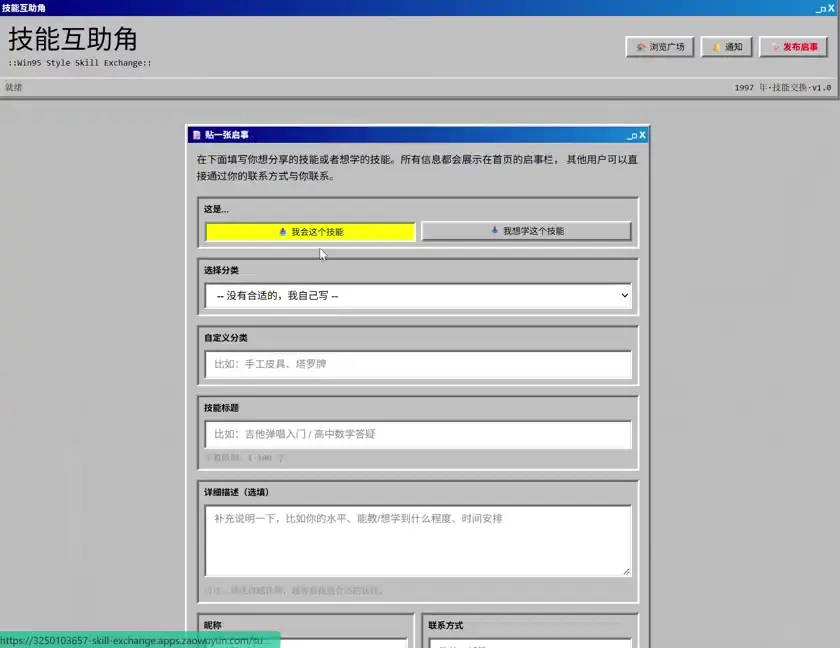 技能互助角
技能互助角
::Win95 Style Skill Exchange::
浏览广场
通知
发布启事
就绪
1997 年·技能交换·v1.0
贴一张启事
在下面填写你想分享的技能或者想学的技能。所有信息都会展示在首页的启事栏， 其他用户可以直
接通过你的联系方式与你联系。
这是...
我会这个技能
我想学这个技能
选择分类
-- 没有合适的，我自己写 --
自定义分类
比如：手工皮具、塔罗牌
技能标题
比如：吉他弹唱入门 / 高中数学答疑
1-100 字
详细描述（选填）
补充说明一下，比如你的水平、能教/想学到什么程度、时间安排
昵称
联系方式
https://3250103657-skill-exchange.apps.zaowuyun.com/su...